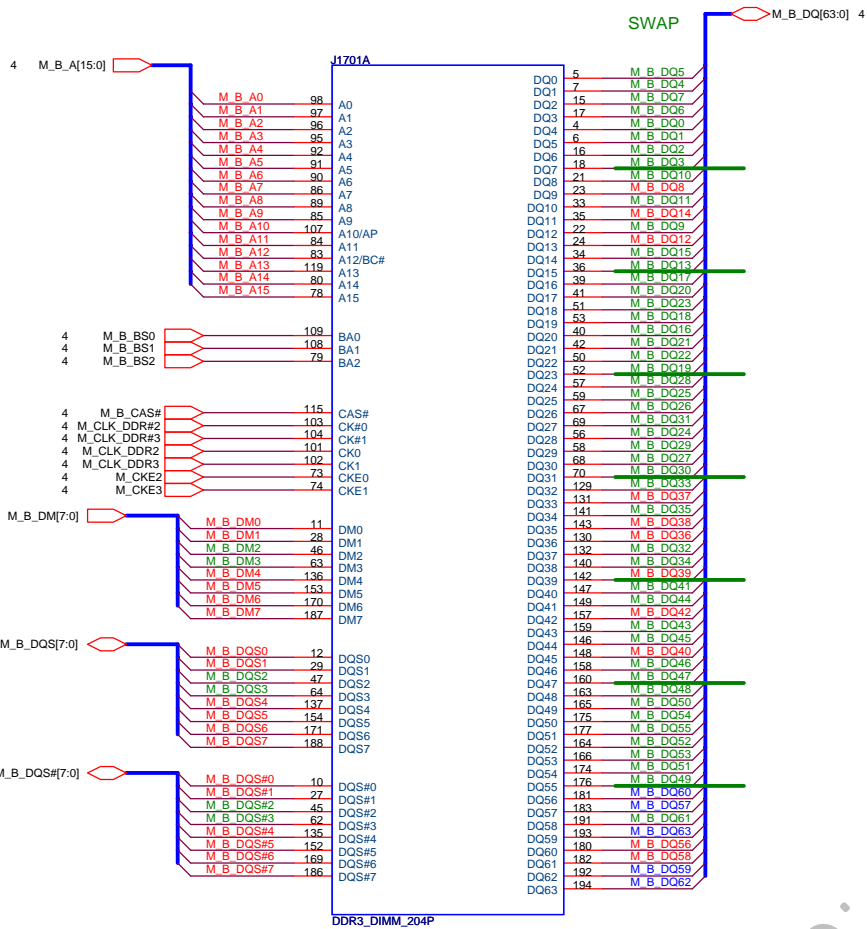 SWAP
M_B_DQ[63:0] 4
J1701A
4 M_B_A[15:0]
M_B_A0 98 A0
M_B_A1 97 A1
M_B_A2 96 A2
M_B_A3 95 A3
M_B_A4 92 A4
M_B_A5 91 A5
M_B_A6 90 A6
M_B_A7 86 A7
M_B_A8 89 A8
M_B_A9 85 A9
M_B_A10 107 A10/AP
M_B_A11 84 A11
M_B_A12 83 A12/BC#
M_B_A13 119 A13
M_B_A14 80 A14
M_B_A15 78 A15
4 M_B_BS0 109 BA0
4 M_B_BS1 108 BA1
4 M_B_BS2 79 BA2
4 M_B_CAS# 115 CAS#
4 M_CLK_DDR#2 103 CK#0
4 M_CLK_DDR#3 104 CK#1
4 M_CLK_DDR2 101 CK0
4 M_CLK_DDR3 102 CK1
4 M_CKE2 73 CKE0
4 M_CKE3 74 CKE1
M_B_DM[7:0]
M_B_DM0 11 DM0
M_B_DM1 28 DM1
M_B_DM2 46 DM2
M_B_DM3 63 DM3
M_B_DM4 136 DM4
M_B_DM5 153 DM5
M_B_DM6 170 DM6
M_B_DM7 187 DM7
M_B_DQS[7:0]
M_B_DQS0 12 DQS0
M_B_DQS1 29 DQS1
M_B_DQS2 47 DQS2
M_B_DQS3 64 DQS3
M_B_DQS4 137 DQS4
M_B_DQS5 154 DQS5
M_B_DQS6 171 DQS6
M_B_DQS7 188 DQS7
M_B_DQS#[7:0]
M_B_DQS#0 10 DQS#0
M_B_DQS#1 27 DQS#1
M_B_DQS#2 45 DQS#2
M_B_DQS#3 62 DQS#3
M_B_DQS#4 135 DQS#4
M_B_DQS#5 152 DQS#5
M_B_DQS#6 169 DQS#6
M_B_DQS#7 186 DQS#7
DQ0 5 M_B_DQ5
DQ1 7 M_B_DQ4
DQ2 15 M_B_DQ7
DQ3 17 M_B_DQ6
DQ4 4 M_B_DQ0
DQ5 6 M_B_DQ1
DQ6 16 M_B_DQ2
DQ7 18 M_B_DQ3
DQ8 21 M_B_DQ10
DQ9 23 M_B_DQ8
DQ10 33 M_B_DQ11
DQ11 35 M_B_DQ14
DQ12 22 M_B_DQ9
DQ13 24 M_B_DQ12
DQ14 34 M_B_DQ15
DQ15 36 M_B_DQ13
DQ16 39 M_B_DQ17
DQ17 41 M_B_DQ20
DQ18 51 M_B_DQ23
DQ19 53 M_B_DQ18
DQ20 40 M_B_DQ16
DQ21 42 M_B_DQ21
DQ22 50 M_B_DQ22
DQ23 52 M_B_DQ19
DQ24 57 M_B_DQ28
DQ25 59 M_B_DQ25
DQ26 67 M_B_DQ26
DQ27 69 M_B_DQ31
DQ28 56 M_B_DQ24
DQ29 58 M_B_DQ29
DQ30 68 M_B_DQ27
DQ31 70 M_B_DQ30
DQ32 129 M_B_DQ33
DQ33 131 M_B_DQ37
DQ34 141 M_B_DQ35
DQ35 143 M_B_DQ38
DQ36 130 M_B_DQ36
DQ37 132 M_B_DQ32
DQ38 140 M_B_DQ34
DQ39 142 M_B_DQ39
DQ40 147 M_B_DQ41
DQ41 149 M_B_DQ44
DQ42 157 M_B_DQ42
DQ43 159 M_B_DQ43
DQ44 146 M_B_DQ45
DQ45 148 M_B_DQ40
DQ46 158 M_B_DQ46
DQ47 160 M_B_DQ47
DQ48 163 M_B_DQ48
DQ49 165 M_B_DQ50
DQ50 175 M_B_DQ54
DQ51 177 M_B_DQ55
DQ52 164 M_B_DQ52
DQ53 166 M_B_DQ53
DQ54 174 M_B_DQ51
DQ55 176 M_B_DQ49
DQ56 181 M_B_DQ60
DQ57 183 M_B_DQ57
DQ58 191 M_B_DQ61
DQ59 193 M_B_DQ63
DQ60 180 M_B_DQ56
DQ61 182 M_B_DQ58
DQ62 192 M_B_DQ59
DQ63 194 M_B_DQ62
DDR3_DIMM_204P